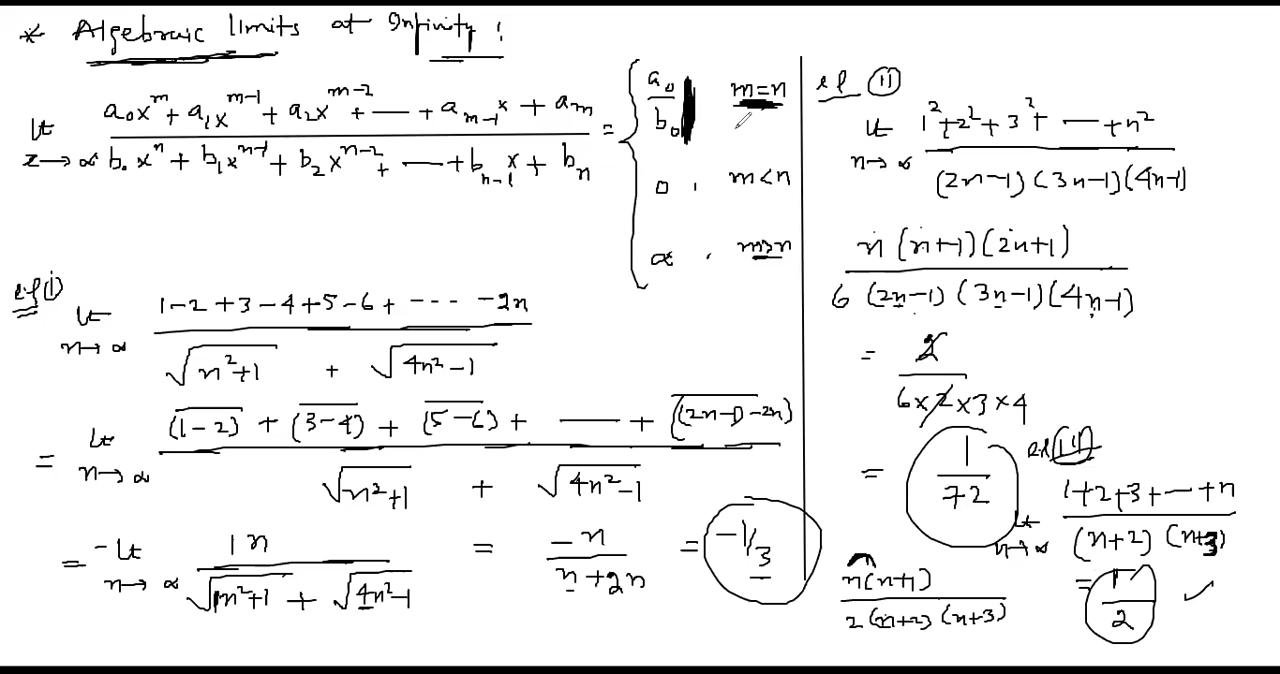 * Algebraic limits at Infinity :
lt x→∞ (a₀x^m + a₁x^(m-1) + a₂x^(m-2) + — + a_(m-1) x + a_m) / (b₀x^n + b₁x^(n-1) + b₂x^(n-2) + — + b_(n-1) x + b_n) = { a₀/b₀ m=n
0 , m<n
∞ , m>n
eg (i) lt n→∞ (1-2+3-4+5-6+ --- -2n) / (√(n²+1) + √(4n²-1))
= lt n→∞ ((1-2) + (3-4) + (5-6) + — + ((2n-1)-2n)) / (√(n²+1) + √(4n²-1))
= -lt n→∞ 1n / (√(1n²+1) + √(4n²-1)) = -n / (n+2n) = -1/3
eg (ii)
lt n→∞ (1²+2²+3²+ — +n²) / ((2n-1)(3n-1)(4n-1))
n(n+1)(2n+1) / (6(2n-1)(3n-1)(4n-1))
= 2 / (6×2×3×4)
= 1/72
eg (iii)
lt n→∞ (1+2+3+ — +n) / ((n+2)(n+3))
n(n+1) / (2(n+2)(n+3))
= 1/2 ✓